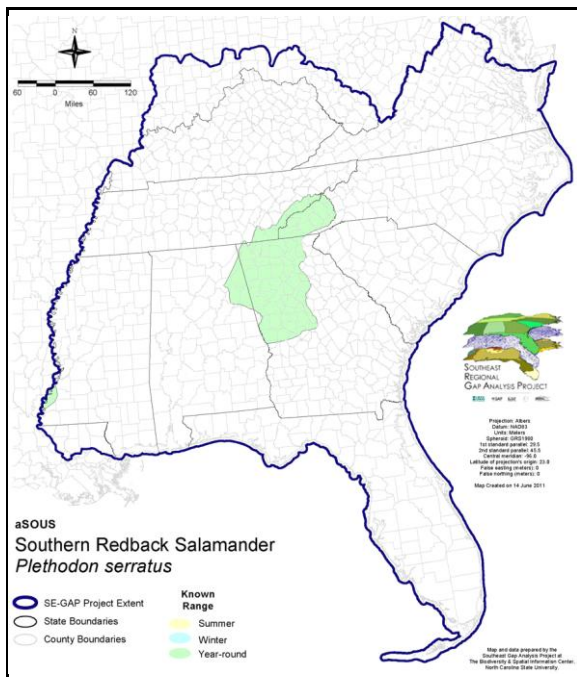 N
60 0 60 120
Miles
SOUTHEAST
REGIONAL
GAP ANALYSIS PROJECT
Projection: Albers
Datum: NAD83
Units: Meters
Spheroid: GRS1980
1st standard parallel: 29.5
2nd standard parallel: 45.5
Central meridian: -96.0
Latitude of projection's origin: 23.0
False easting (meters): 0
False northing (meters): 0
Map Created on 14 June 2011
aSOUS
Southern Redback Salamander
Plethodon serratus
SE-GAP Project Extent
State Boundaries
County Boundaries
Known
Range
Summer
Winter
Year-round
Map and data prepared by the
Southeast Gap Analysis Project at
The Biodiversity & Spatial Information Center,
North Carolina State University.